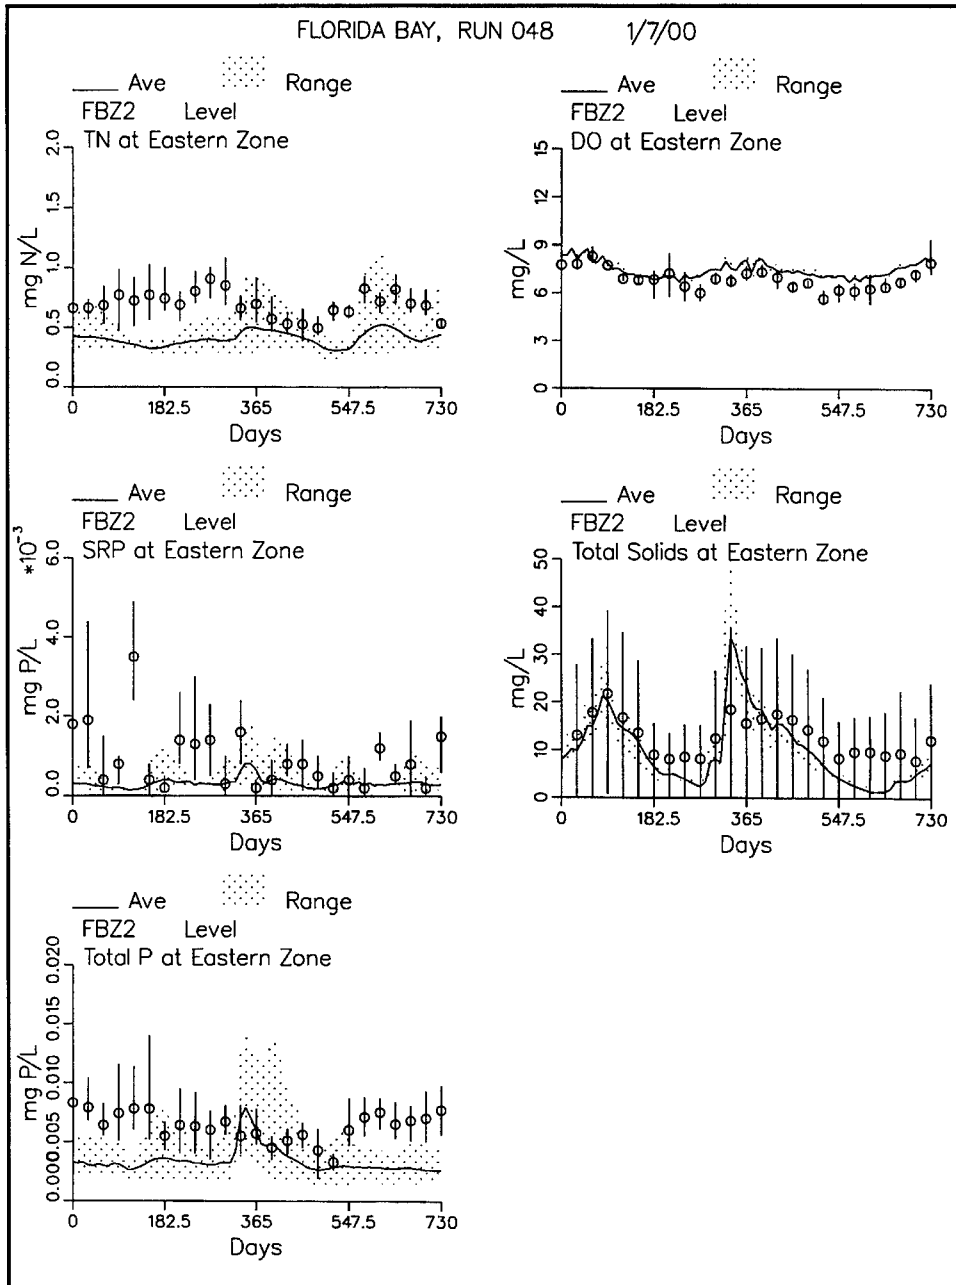 FLORIDA BAY, RUN 048 1/7/00
Ave Range
FBZ2 Level
TN at Eastern Zone
mg N/L
2.0
1.5
1.0
0.5
0.0
0 182.5 365 547.5 730
Days
Ave Range
FBZ2 Level
DO at Eastern Zone
mg/L
15
12
9
6
3
0
0 182.5 365 547.5 730
Days
Ave Range
FBZ2 Level
SRP at Eastern Zone
*10⁻³
mg P/L
6.0
4.0
2.0
0.0
0 182.5 365 547.5 730
Days
Ave Range
FBZ2 Level
Total Solids at Eastern Zone
mg/L
50
40
30
20
10
0
0 182.5 365 547.5 730
Days
Ave Range
FBZ2 Level
Total P at Eastern Zone
mg P/L
0.020
0.015
0.010
0.005
0.000
0 182.5 365 547.5 730
Days